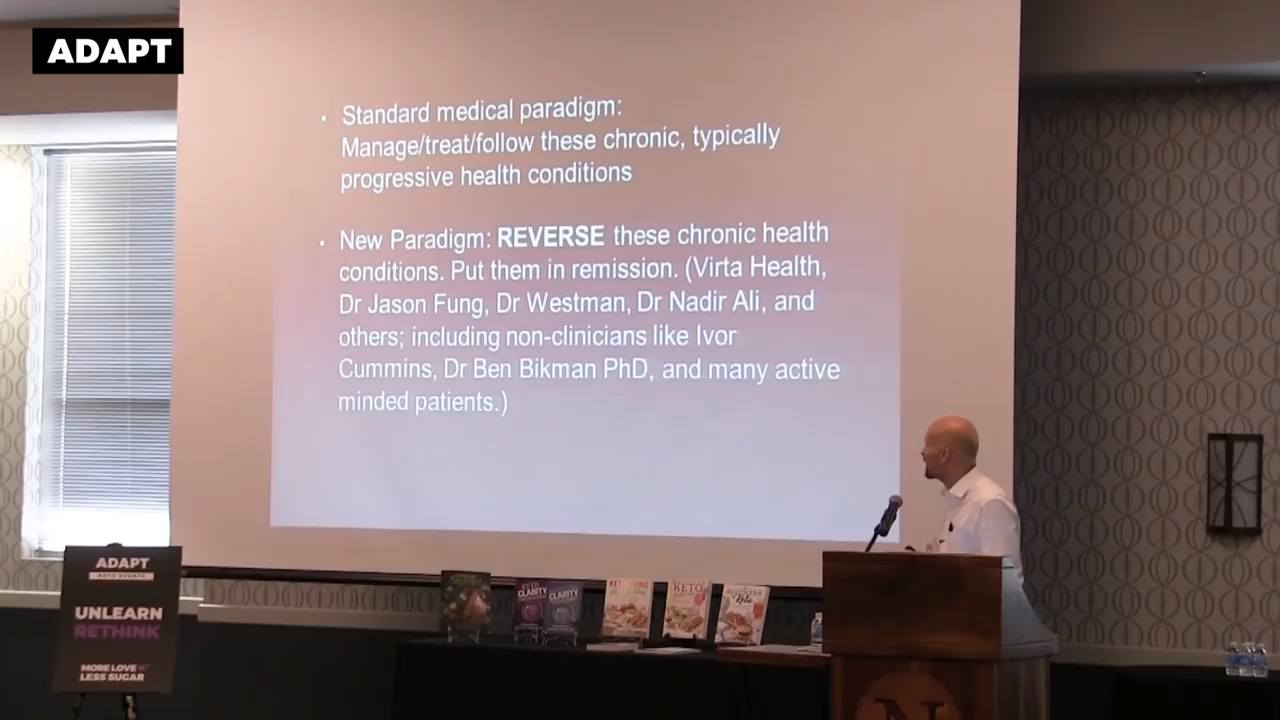 ADAPT
· Standard medical paradigm:
Manage/treat/follow these chronic, typically
progressive health conditions
· New Paradigm: REVERSE these chronic health
conditions. Put them in remission. (Virta Health,
Dr Jason Fung, Dr Westman, Dr Nadir Ali, and
others; including non-clinicians like Ivor
Cummins, Dr Ben Bikman PhD, and many active
minded patients.)
ADAPT
KETO EVENTS
UNLEARN
RETHINK
MORE LOVE
LESS SUGAR
KETO
CLARITY
CLARITY
KETO
Keto
N